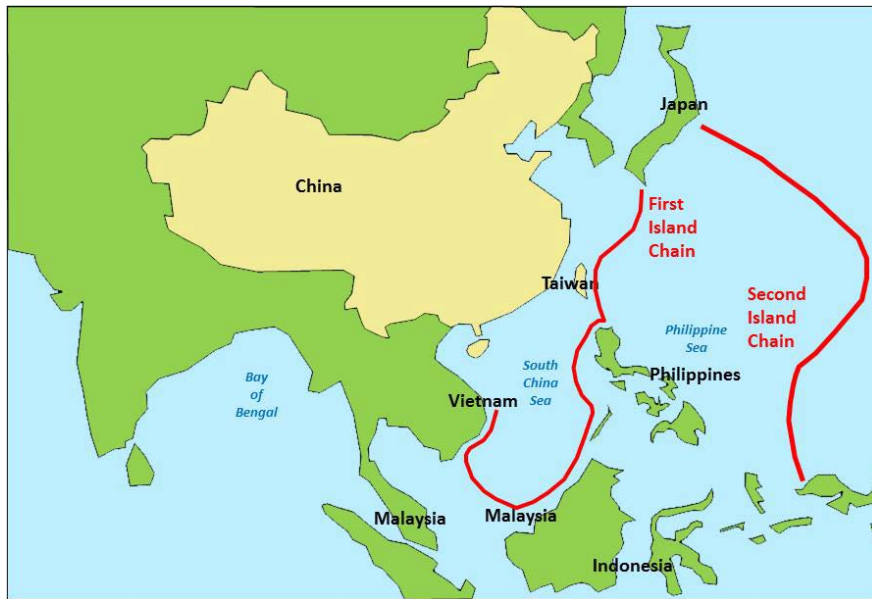 Japan
China
First
Island
Chain
Taiwan
Second
Island
Chain
Philippine
Sea
South
China
Sea
Philippines
Bay
of
Bengal
Vietnam
Malaysia
Malaysia
Indonesia